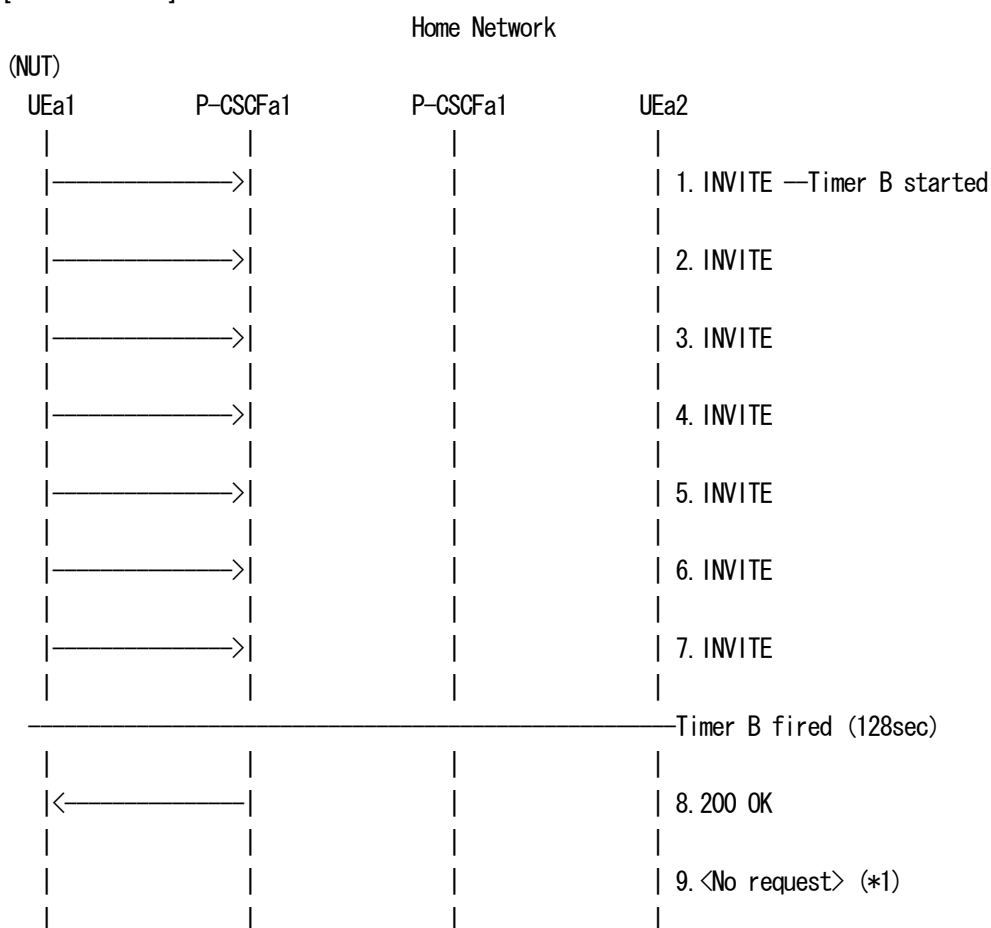 Home Network
(NUT)
UEa1 P-CSCFa1 P-CSCFa1 UEa2
1. INVITE --Timer B started
2. INVITE
3. INVITE
4. INVITE
5. INVITE
6. INVITE
7. INVITE
Timer B fired (128sec)
8.200 OK
9.<No request> (*1)